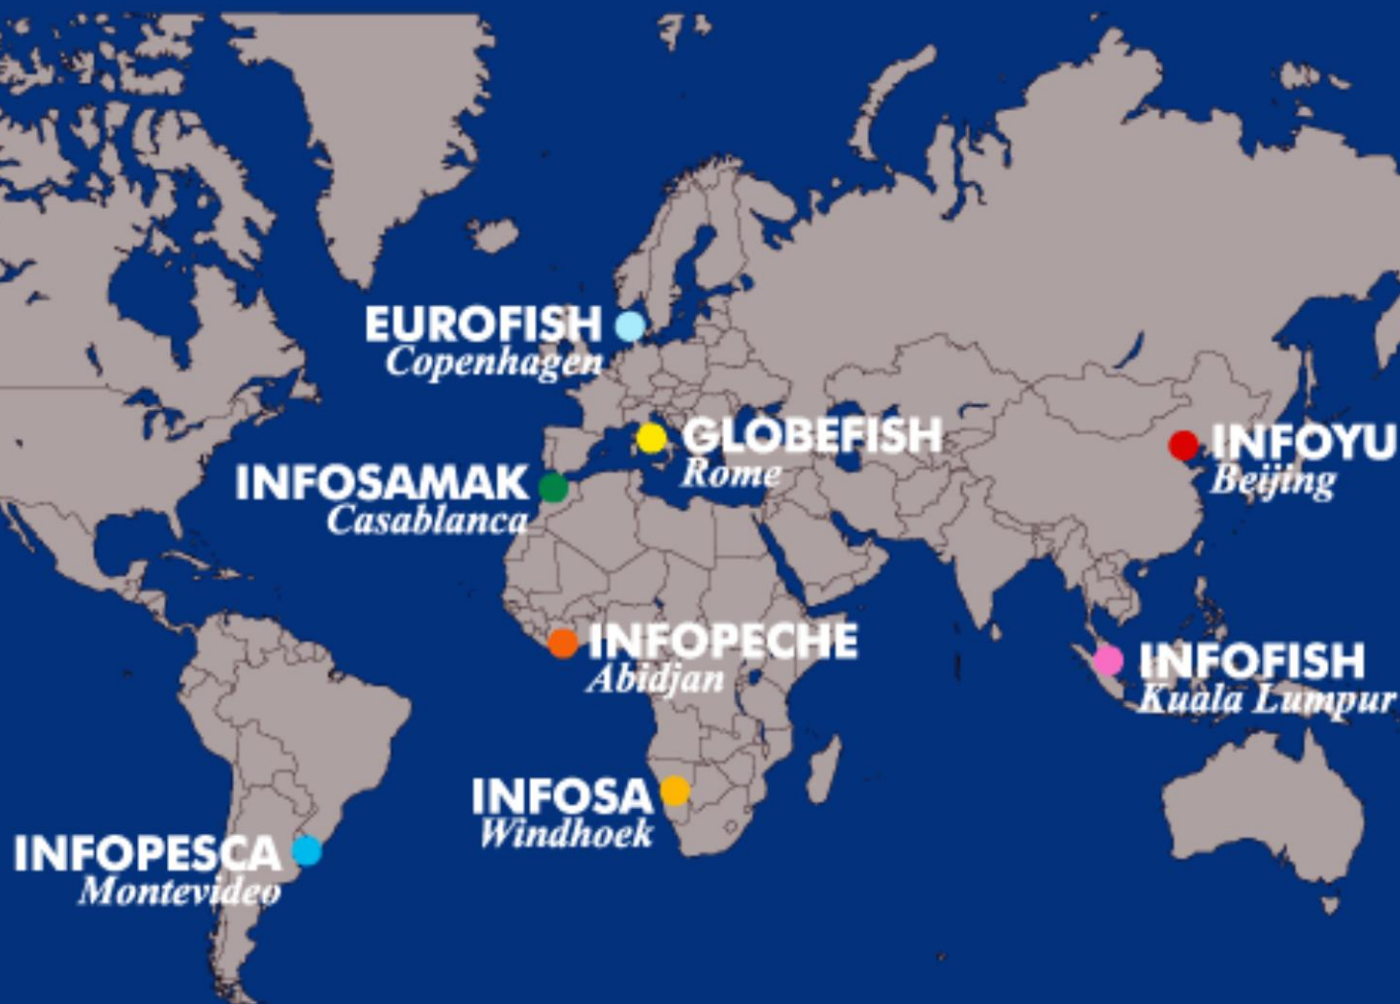 EUROFISH
Copenhagen
GLOBEFISH
Rome
INFOYU
Beijing
INFOSAMAK
Casablanca
INFOPECHE
Abidjan
INFOFISH
Kuala Lumpur
INFOSA
Windhoek
INFOPESCA
Montevideo